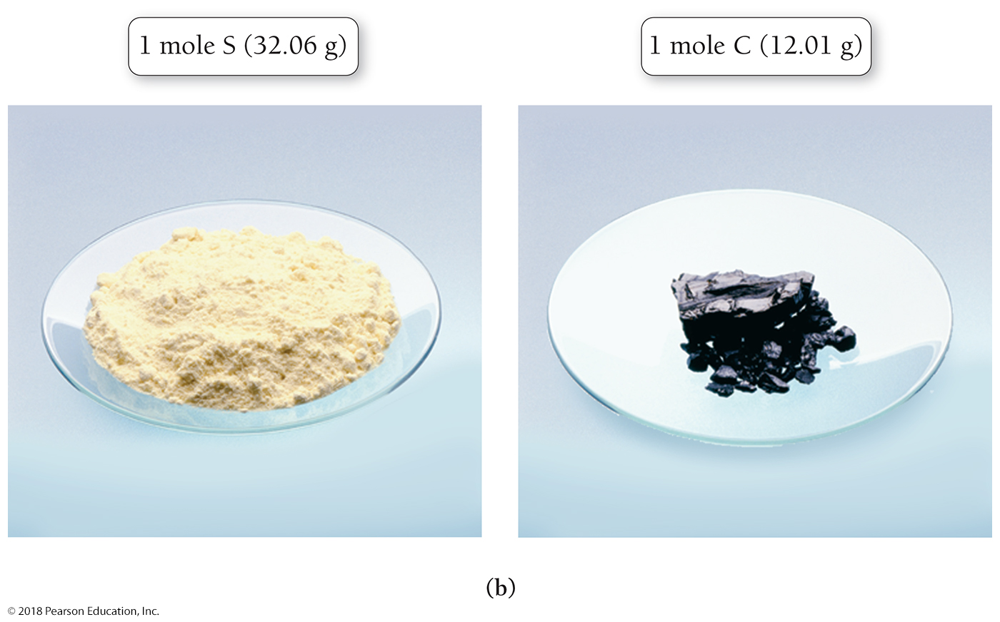 1 mole S (32.06 g)
1 mole C (12.01 g)
(b)
© 2018 Pearson Education, Inc.